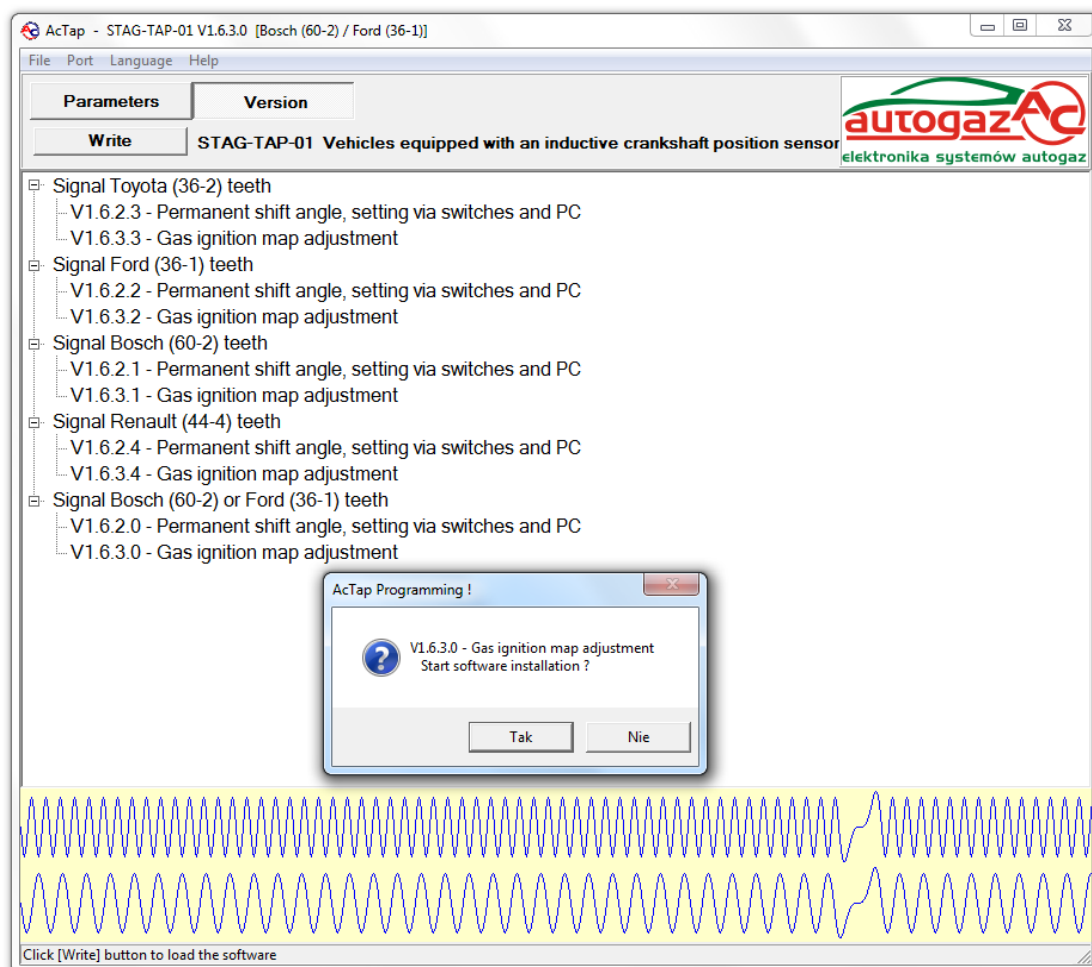 AcTap - STAG-TAP-01 V1.6.3.0 [Bosch (60-2) / Ford (36-1)]
File Port Language Help
Parameters Version
Write STAG-TAP-01 Vehicles equipped with an inductive crankshaft position sensor
autogaz AC
elektronika systemów autogaz
Signal Toyota (36-2) teeth
V1.6.2.3 - Permanent shift angle, setting via switches and PC
V1.6.3.3 - Gas ignition map adjustment
Signal Ford (36-1) teeth
V1.6.2.2 - Permanent shift angle, setting via switches and PC
V1.6.3.2 - Gas ignition map adjustment
Signal Bosch (60-2) teeth
V1.6.2.1 - Permanent shift angle, setting via switches and PC
V1.6.3.1 - Gas ignition map adjustment
Signal Renault (44-4) teeth
V1.6.2.4 - Permanent shift angle, setting via switches and PC
V1.6.3.4 - Gas ignition map adjustment
Signal Bosch (60-2) or Ford (36-1) teeth
V1.6.2.0 - Permanent shift angle, setting via switches and PC
V1.6.3.0 - Gas ignition map adjustment
AcTap Programming !
V1.6.3.0 - Gas ignition map adjustment
Start software installation ?
Tak Nie
Click [Write] button to load the software